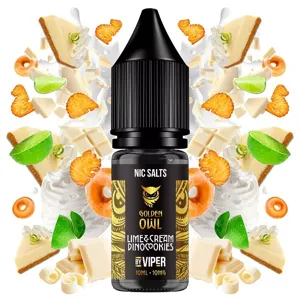 NIC SALTS
GOLDEN
OWL
LIME&CREAM
DINOCOOKIES
BY VIPER
10ML • 10MG